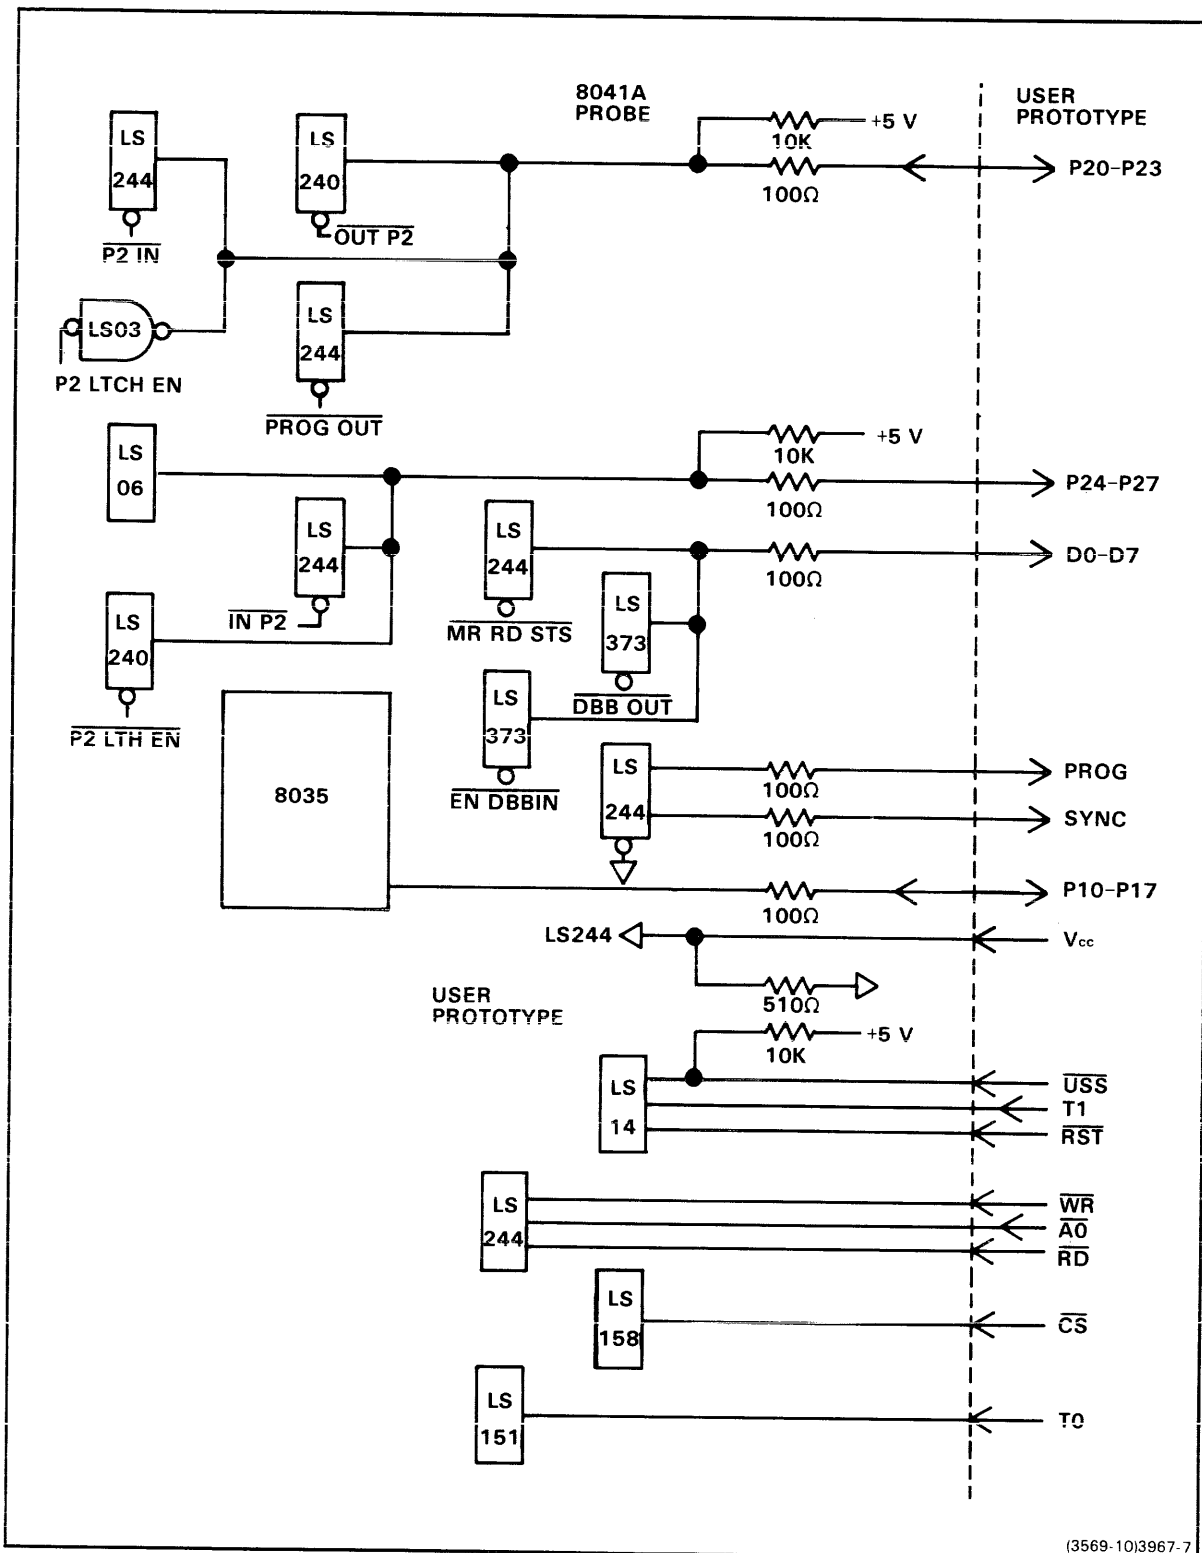 8041A
PROBE
USER
PROTOTYPE
LS
244
P2 IN
LS
240
OUT P2
+5 V
10K
100Ω
P20–P23
LS03
P2 LTCH EN
LS
244
PROG OUT
LS
06
+5 V
10K
100Ω
P24–P27
LS
244
IN P2
LS
244
MR RD STS
100Ω
D0–D7
LS
240
P2 LTH EN
LS
373
DBB OUT
LS
373
EN DBBIN
8035
LS
244
100Ω
PROG
100Ω
SYNC
100Ω
P10–P17
LS244
Vcc
510Ω
USER
PROTOTYPE
+5 V
10K
LS
14
USS
T1
RST
LS
244
WR
A0
RD
LS
158
CS
LS
151
T0
(3569-10)3967-7